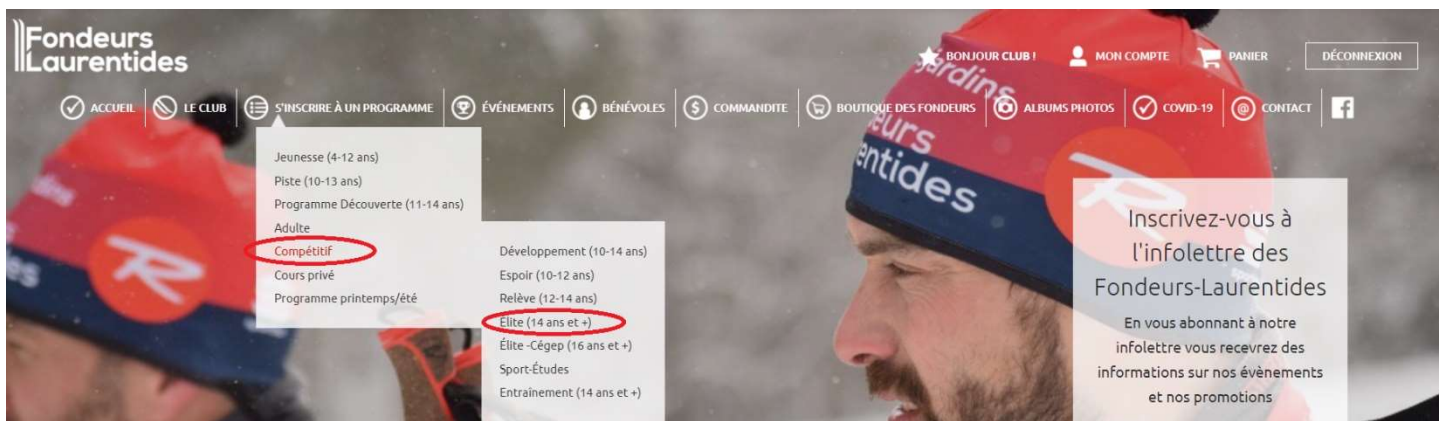 Fondeurs
Laurentides
BONJOUR CLUB !
MON COMPTE
PANIER
DÉCONNEXION
ACCUEIL
LE CLUB
S'INSCRIRE À UN PROGRAMME
ÉVÉNEMENTS
BÉNÉVOLES
COMMANDITE
BOUTIQUE DES FONDEURS
ALBUMS PHOTOS
COVID-19
CONTACT
Jeunesse (4-12 ans)
Piste (10-13 ans)
Programme Découverte (11-14 ans)
Adulte
Compétitif
Cours privé
Programme printemps/été
Développement (10-14 ans)
Espoir (10-12 ans)
Relève (12-14 ans)
Élite (14 ans et +)
Élite -Cégep (16 ans et +)
Sport-Études
Entraînement (14 ans et +)
Inscrivez-vous à
l'infolettre des
Fondeurs-Laurentides
En vous abonnant à notre
infolettre vous recevrez des
informations sur nos évènements
et nos promotions